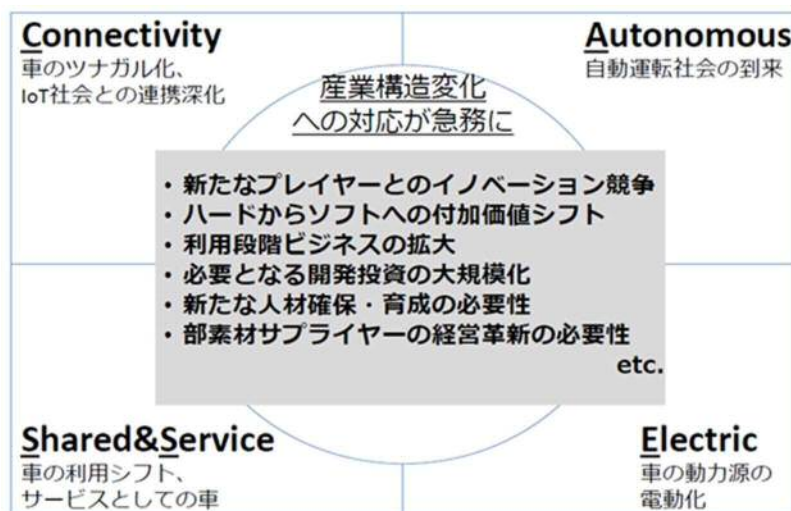 Connectivity
車のツナガル化、
IoT社会との連携深化
Autonomous
自動運転社会の到来
産業構造変化
への対応が急務に
・新たなプレイヤーとのイノベーション競争
・ハードからソフトへの付加価値シフト
・利用段階ビジネスの拡大
・必要となる開発投資の大規模化
・新たな人材確保・育成の必要性
・部素材サプライヤーの経営革新の必要性
etc.
Shared&Service
車の利用シフト、
サービスとしての車
Electric
車の動力源の
電動化